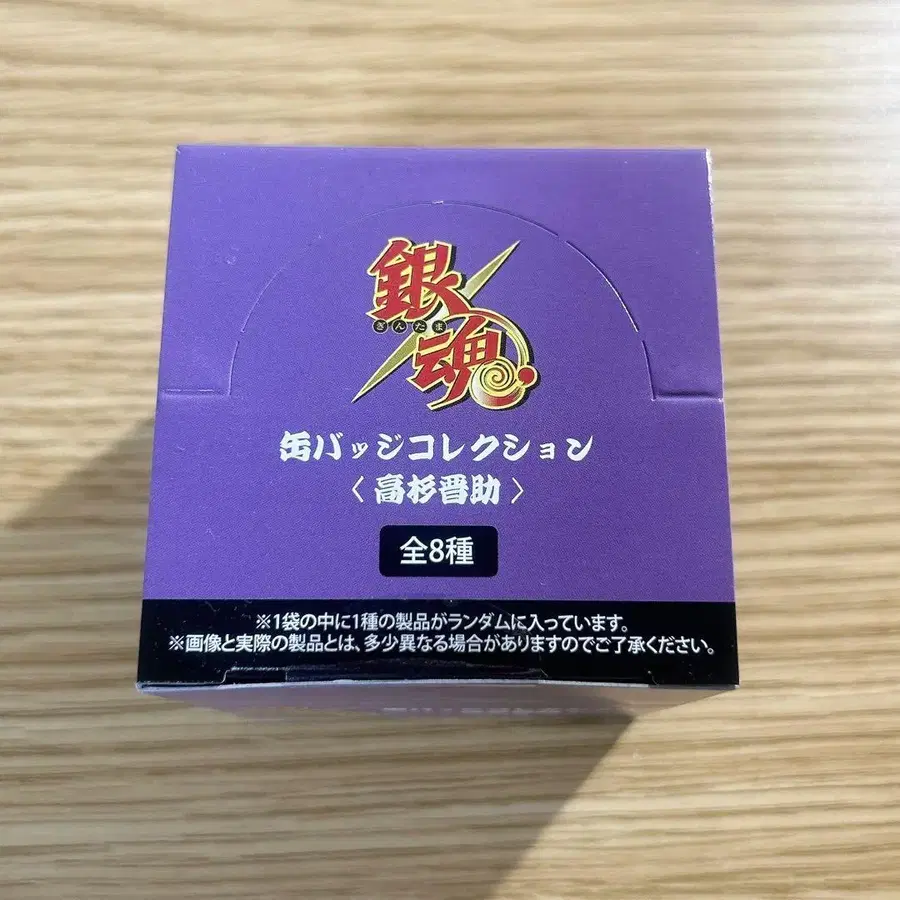 銀魂
ぎんたま
缶バッジコレクション
〈高杉晋助〉
全8種
※1袋の中に1種の製品がランダムに入っています。
※画像と実際の製品とは、多少異なる場合がありますのでご了承ください。